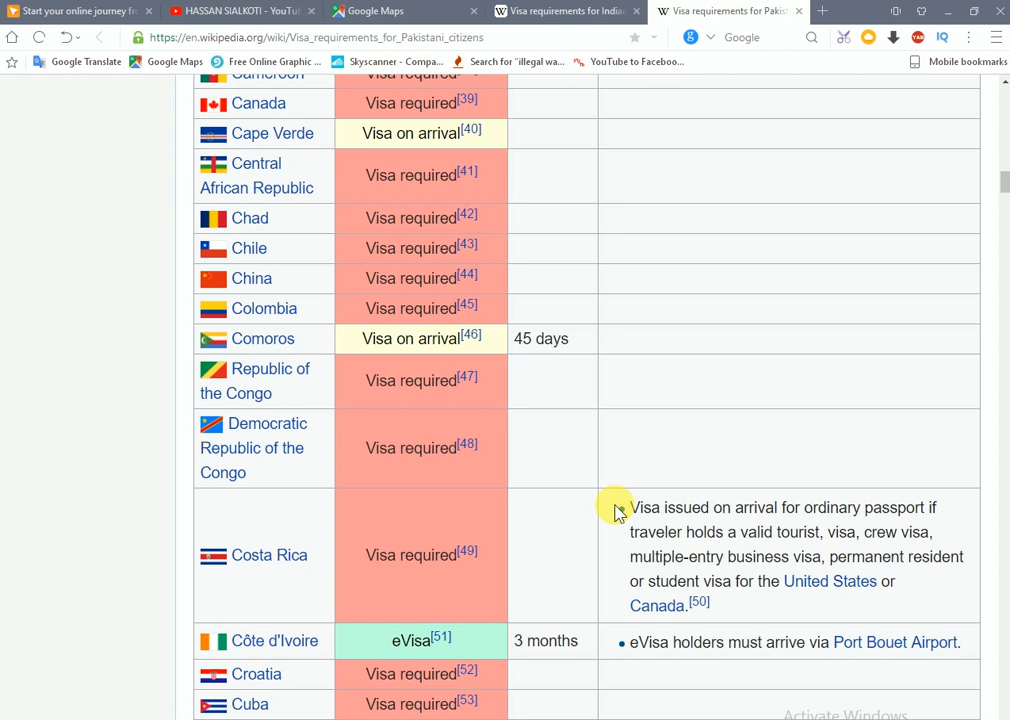 Start your online journey fr
HASSAN SIALKOTI - YouTu
Google Maps
Visa requirements for India
Visa requirements for Pakist
https://en.wikipedia.org/wiki/Visa_requirements_for_Pakistani_citizens
Google
YAB
IQ
Google Translate
Google Maps
Free Online Graphic ...
Skyscanner - Compa...
Search for "illegal wa...
YouTube to Faceboo...
Mobile bookmarks
Cameroon
Canada Visa required[39]
Cape Verde Visa on arrival[40]
Central
African Republic
Visa required[41]
Chad Visa required[42]
Chile Visa required[43]
China Visa required[44]
Colombia Visa required[45]
Comoros Visa on arrival[46] 45 days
Republic of
the Congo
Visa required[47]
Democratic
Republic of the
Congo
Visa required[48]
Costa Rica Visa required[49]
Visa issued on arrival for ordinary passport if
traveler holds a valid tourist, visa, crew visa,
multiple-entry business visa, permanent resident
or student visa for the United States or
Canada.[50]
Côte d'Ivoire eVisa[51] 3 months • eVisa holders must arrive via Port Bouet Airport.
Croatia Visa required[52]
Cuba Visa required[53]
Activate Windows